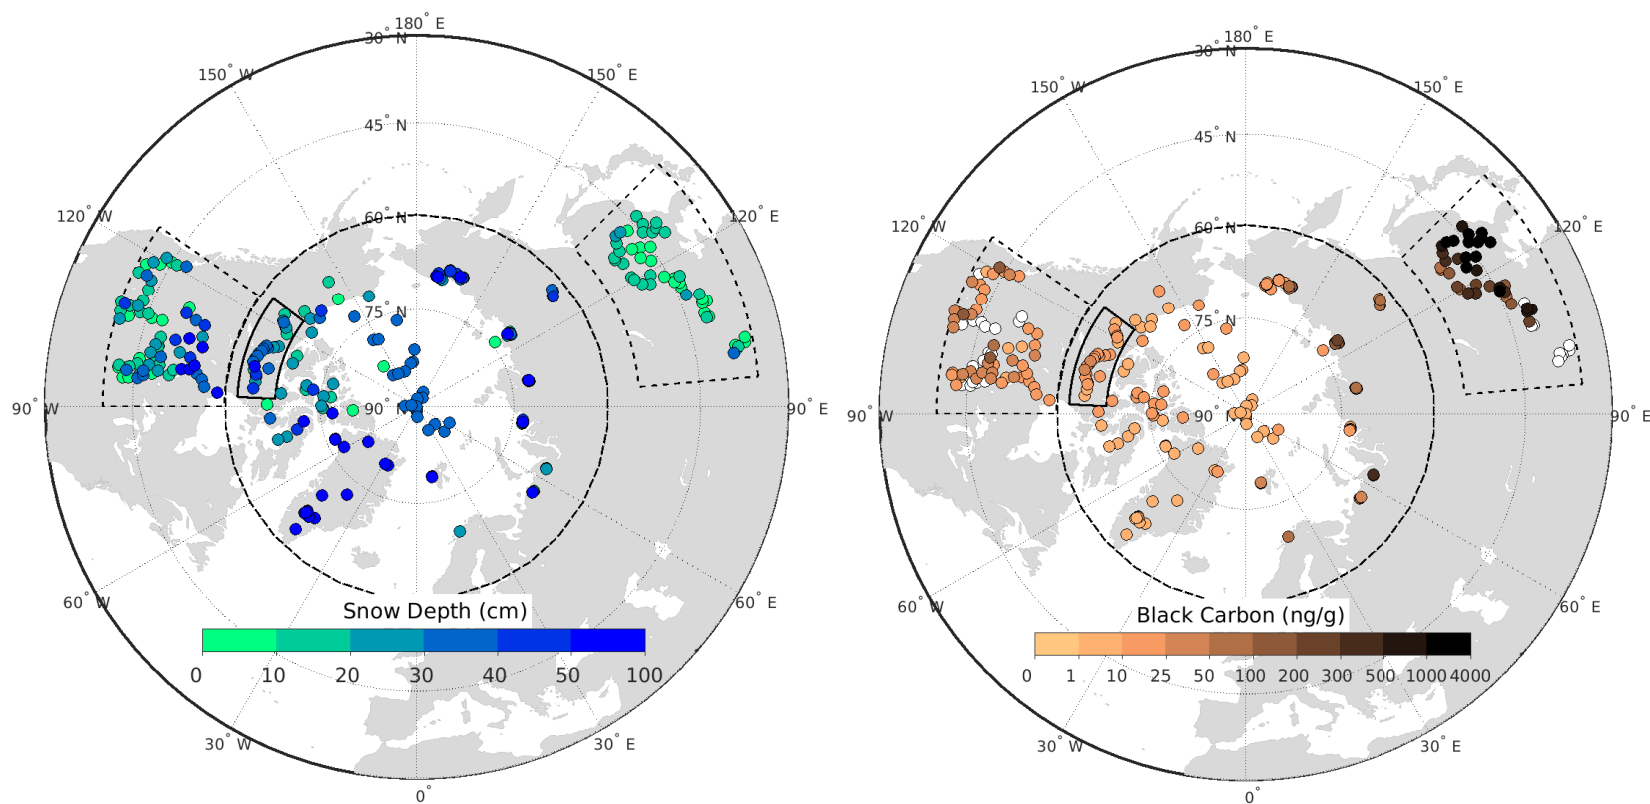 180° E
30° N
150° W
150° E
45° N
120° W
60° N
120° E
75° N
90° W
90° N
90° E
60° W
60° E
Snow Depth (cm)
0 10 20 30 40 50 100
30° W
30° E
0°
180° E
30° N
150° W
150° E
45° N
120° W
60° N
120° E
75° N
90° W
90° N
90° E
60° W
60° E
Black Carbon (ng/g)
0 1 10 25 50 100 200 300 500 1000 4000
30° W
30° E
0°